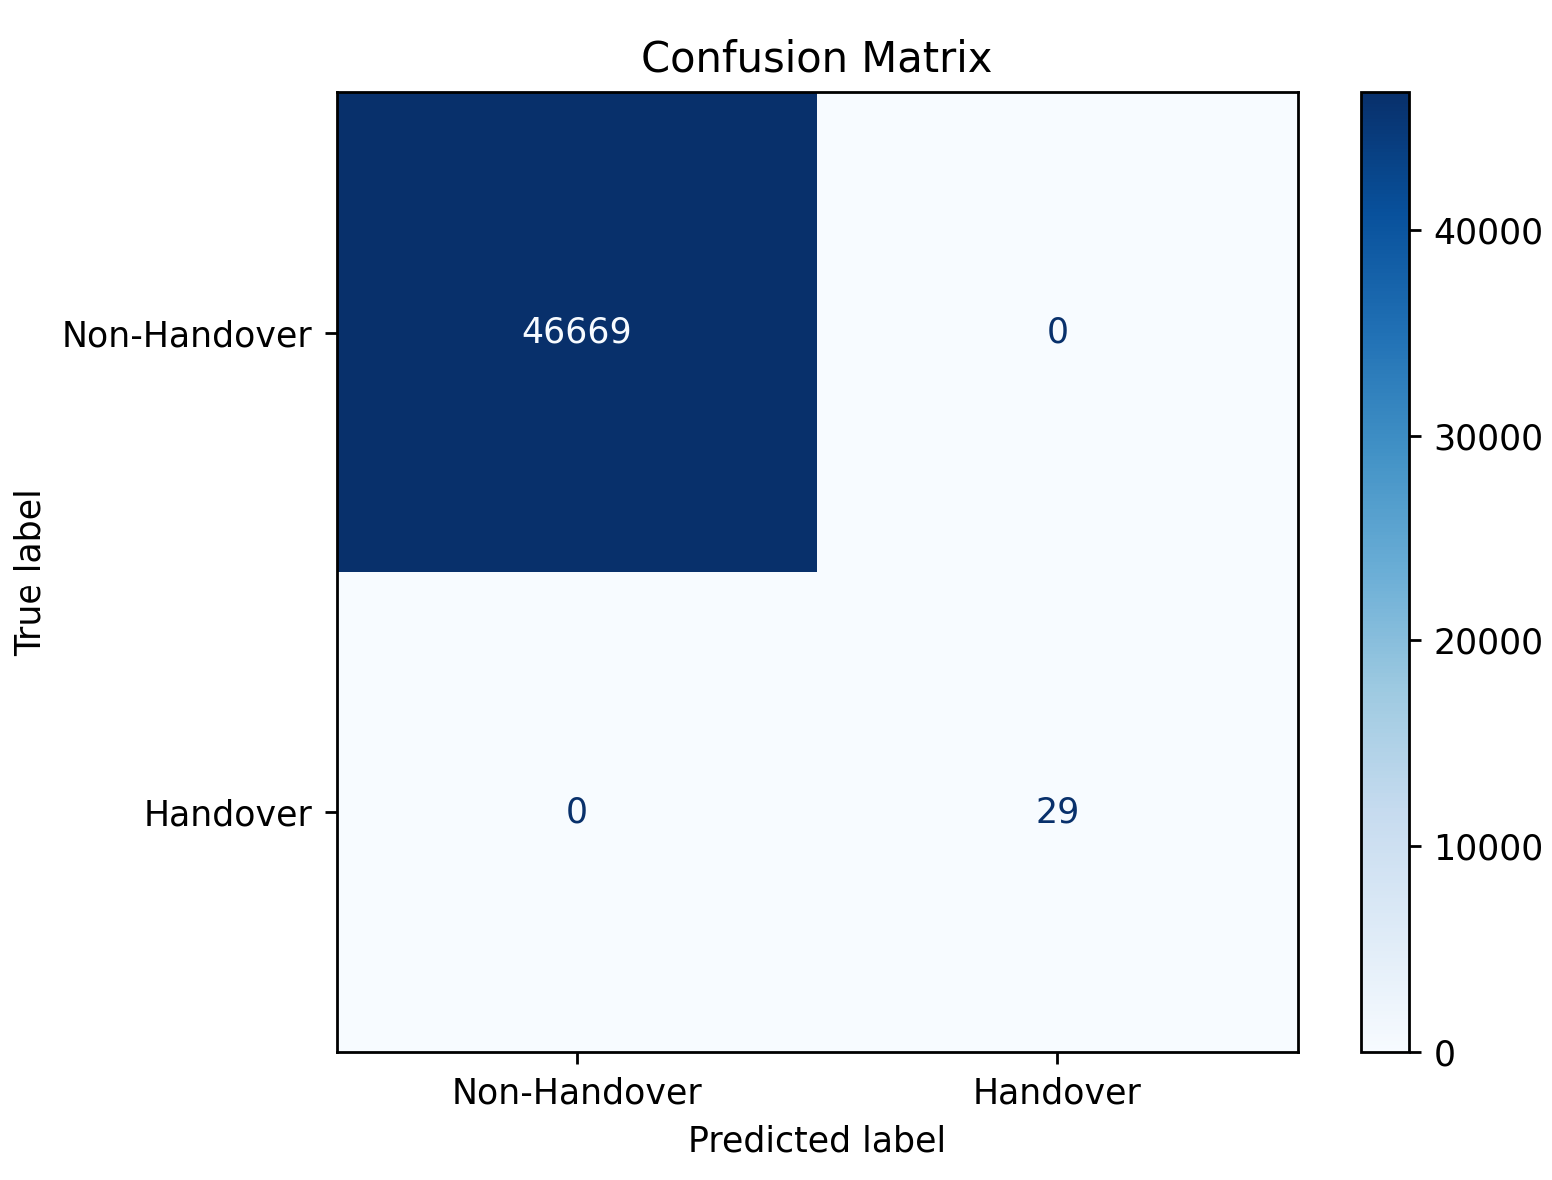 Confusion Matrix
Non-Handover
Handover
True label
46669
0
0
29
Non-Handover
Handover
Predicted label
40000
30000
20000
10000
0